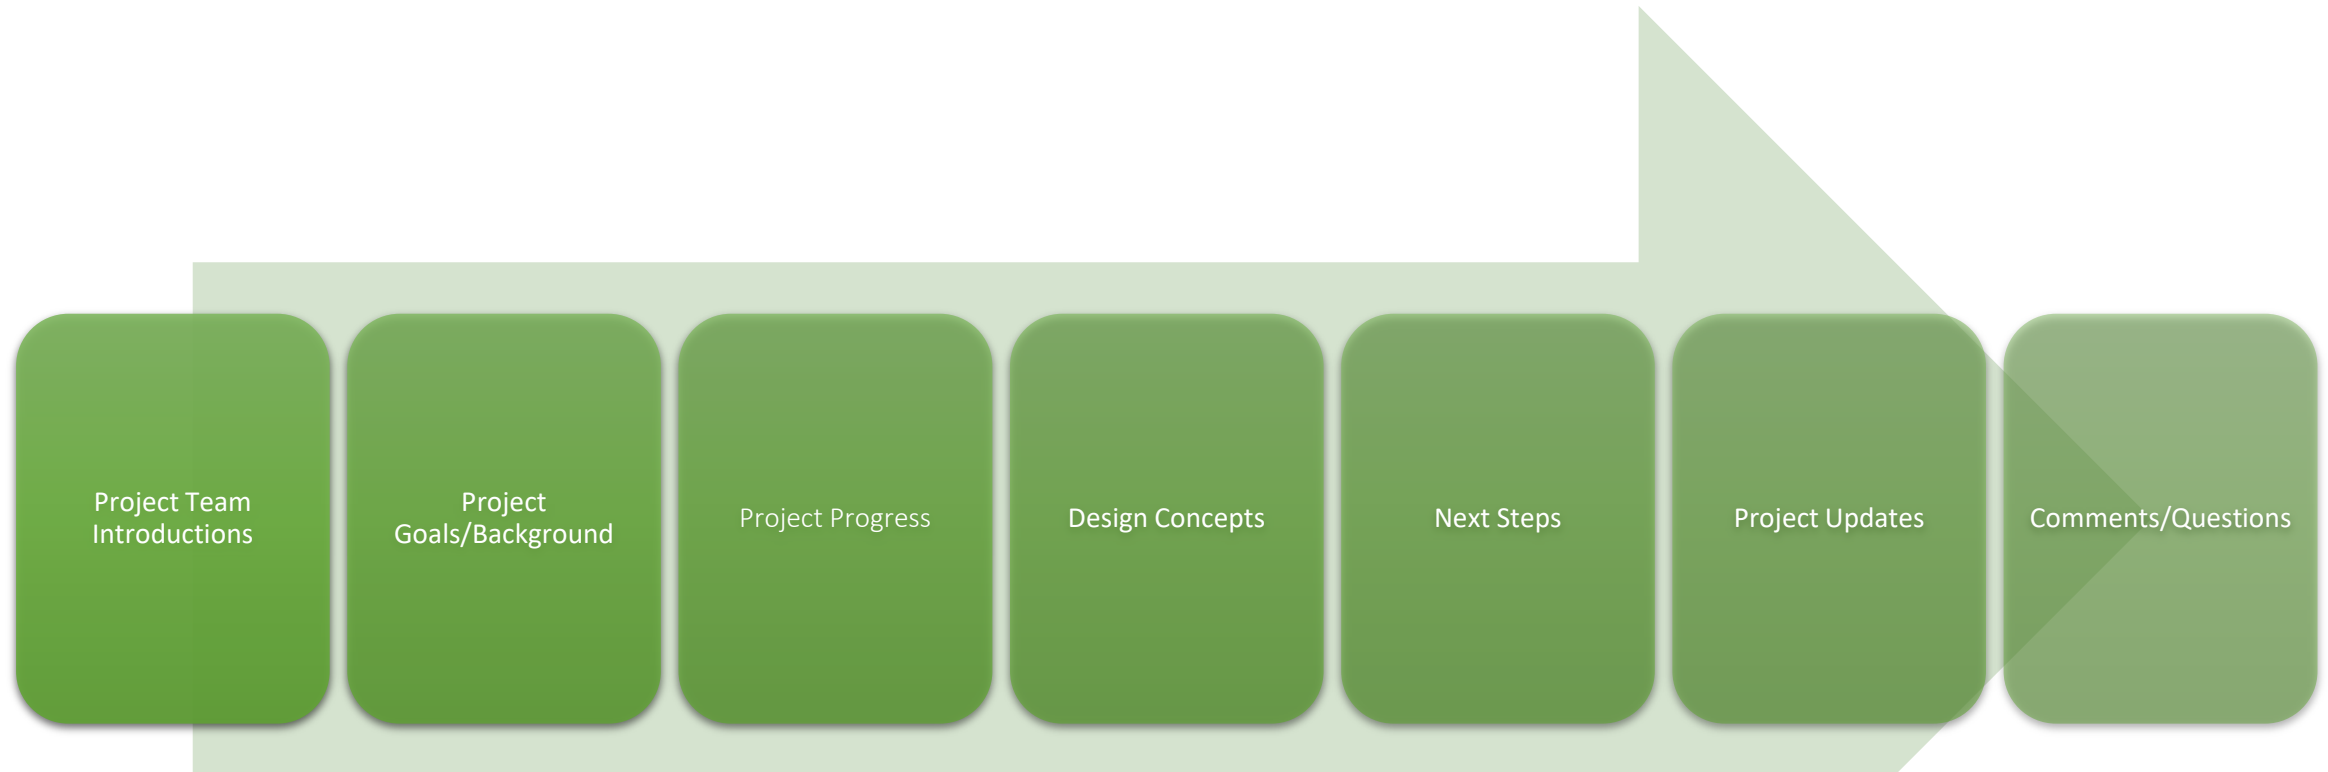 Project Team
Introductions
Project
Goals/Background
Project Progress
Design Concepts
Next Steps
Project Updates
Comments/Questions